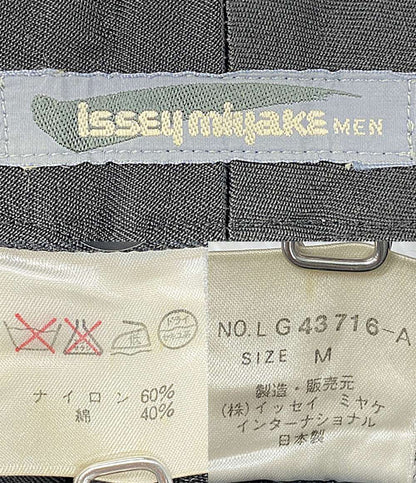 issey miyake MEN
ドライ
ナイロン 60%
綿 40%
NO.LG43716-A
SIZE M
製造・販売元
(株)イッセイ ミヤケ
インターナショナル
日本製